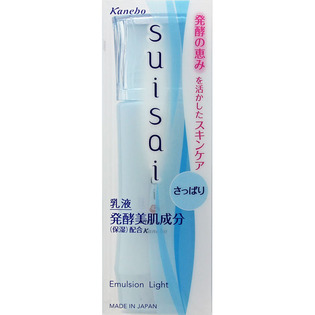 Kanebo
suisai
発酵の恵み
を活かしたスキンケア
さっぱり
乳液
発酵美肌成分
(保湿)配合
Emulsion Light
MADE IN JAPAN